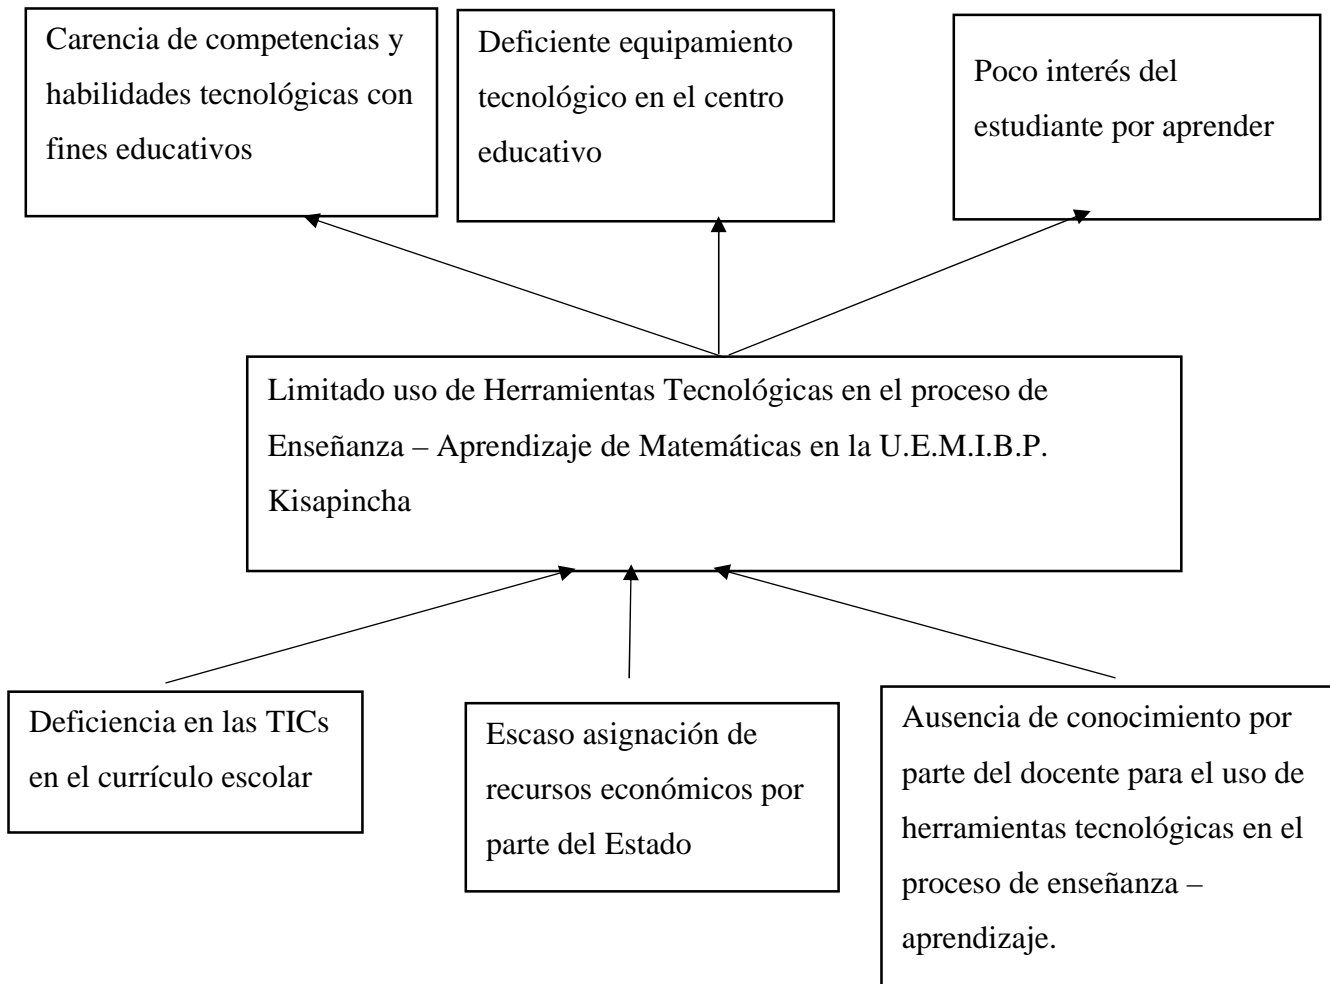 Carencia de competencias y
habilidades tecnológicas con
fines educativos
Deficiente equipamiento
tecnológico en el centro
educativo
Poco interés del
estudiante por aprender
Limitado uso de Herramientas Tecnológicas en el proceso de
Enseñanza – Aprendizaje de Matemáticas en la U.E.M.I.B.P.
Kisapincha
Deficiencia en las TICs
en el currículo escolar
Escaso asignación de
recursos económicos por
parte del Estado
Ausencia de conocimiento por
parte del docente para el uso de
herramientas tecnológicas en el
proceso de enseñanza –
aprendizaje.